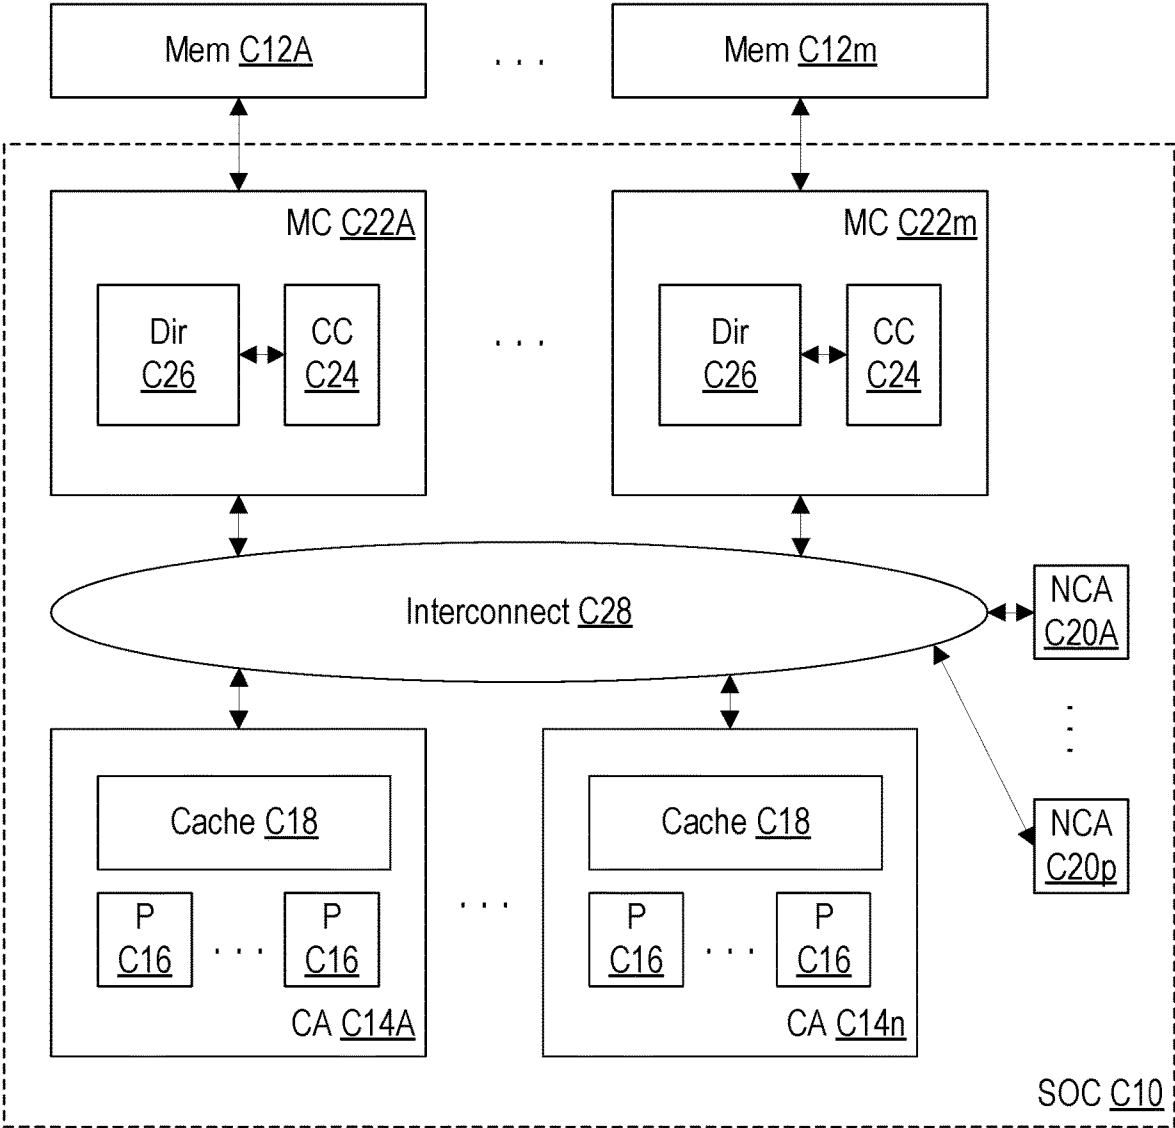 Mem C12A
. . .
Mem C12m
MC C22A
MC C22m
Dir
C26
CC
C24
. . .
Dir
C26
CC
C24
Interconnect C28
NCA
C20A
. . .
NCA
C20p
Cache C18
P
C16
. . .
P
C16
CA C14A
. . .
Cache C18
P
C16
. . .
P
C16
CA C14n
SOC C10